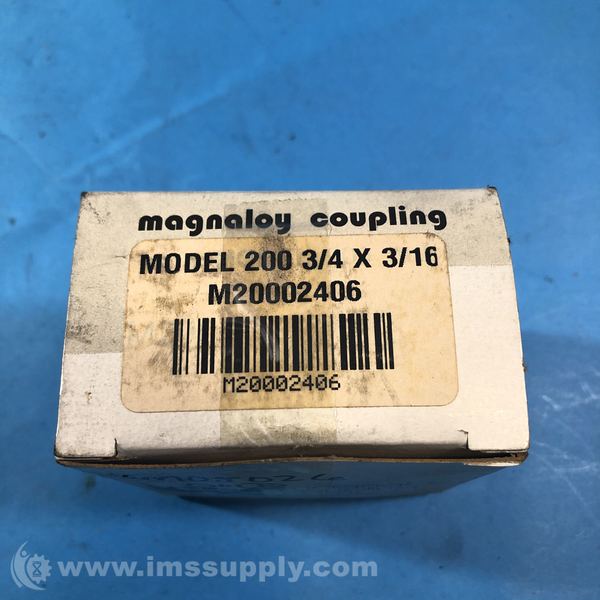 magnaloy coupling
MODEL 200 3/4 X 3/16
M20002406
M20002406
www.imssupply.com